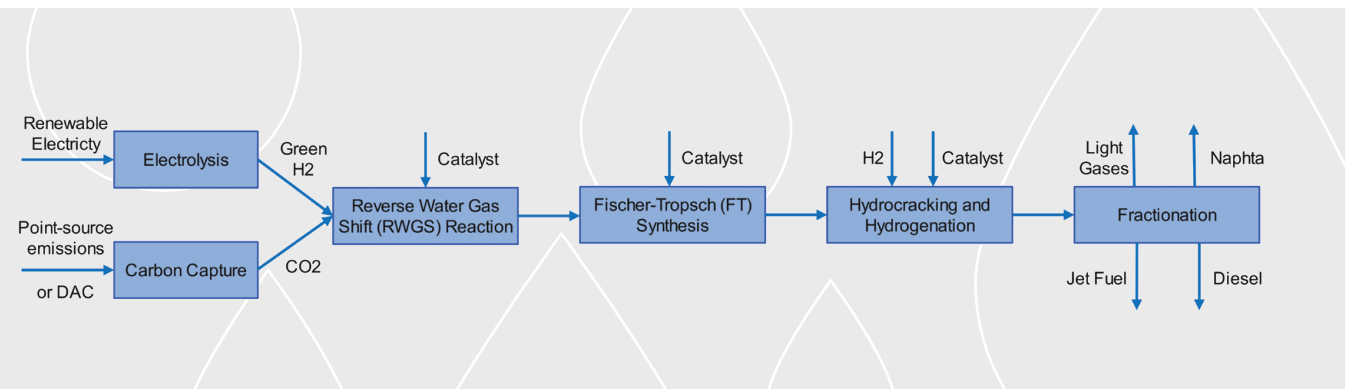 Renewable
Electricty
Electrolysis
Green
H2
Point-source
emissions
or DAC
Carbon Capture
CO2
Catalyst
Reverse Water Gas
Shift (RWGS) Reaction
Catalyst
Fischer-Tropsch (FT)
Synthesis
H2
Catalyst
Hydrocracking and
Hydrogenation
Light
Gases
Naphta
Fractionation
Jet Fuel
Diesel